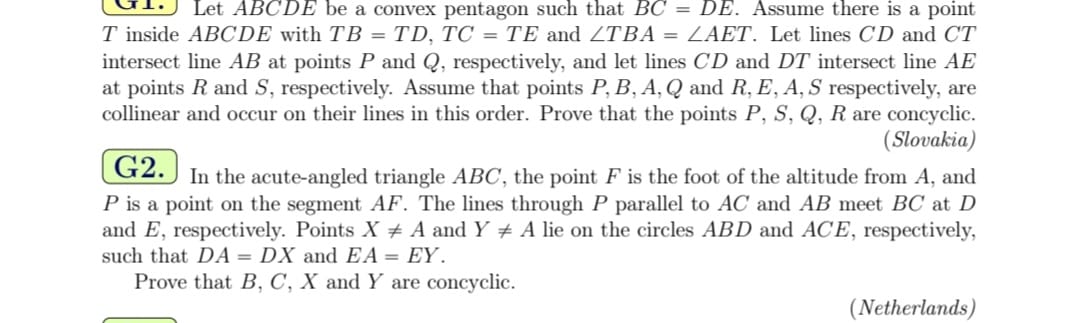 G1. Let ABCDE be a convex pentagon such that BC = DE. Assume there is a point
T inside ABCDE with TB = TD, TC = TE and ∠TBA = ∠AET. Let lines CD and CT
intersect line AB at points P and Q, respectively, and let lines CD and DT intersect line AE
at points R and S, respectively. Assume that points P, B, A, Q and R, E, A, S respectively, are
collinear and occur on their lines in this order. Prove that the points P, S, Q, R are concyclic.
(Slovakia)
G2. In the acute-angled triangle ABC, the point F is the foot of the altitude from A, and
P is a point on the segment AF. The lines through P parallel to AC and AB meet BC at D
and E, respectively. Points X ≠ A and Y ≠ A lie on the circles ABD and ACE, respectively,
such that DA = DX and EA = EY.
Prove that B, C, X and Y are concyclic.
(Netherlands)